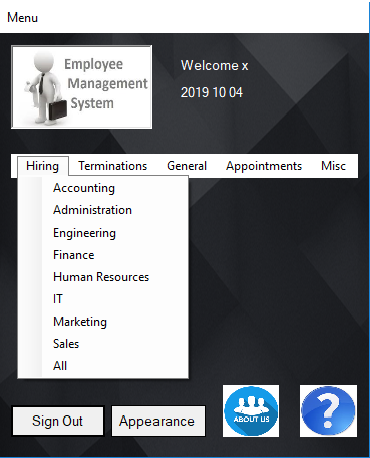 Menu
Employee
Management
System
Welcome x
2019 10 04
Hiring Terminations General Appointments Misc
Accounting
Administration
Engineering
Finance
Human Resources
IT
Marketing
Sales
All
Sign Out Appearance ABOUT US ?